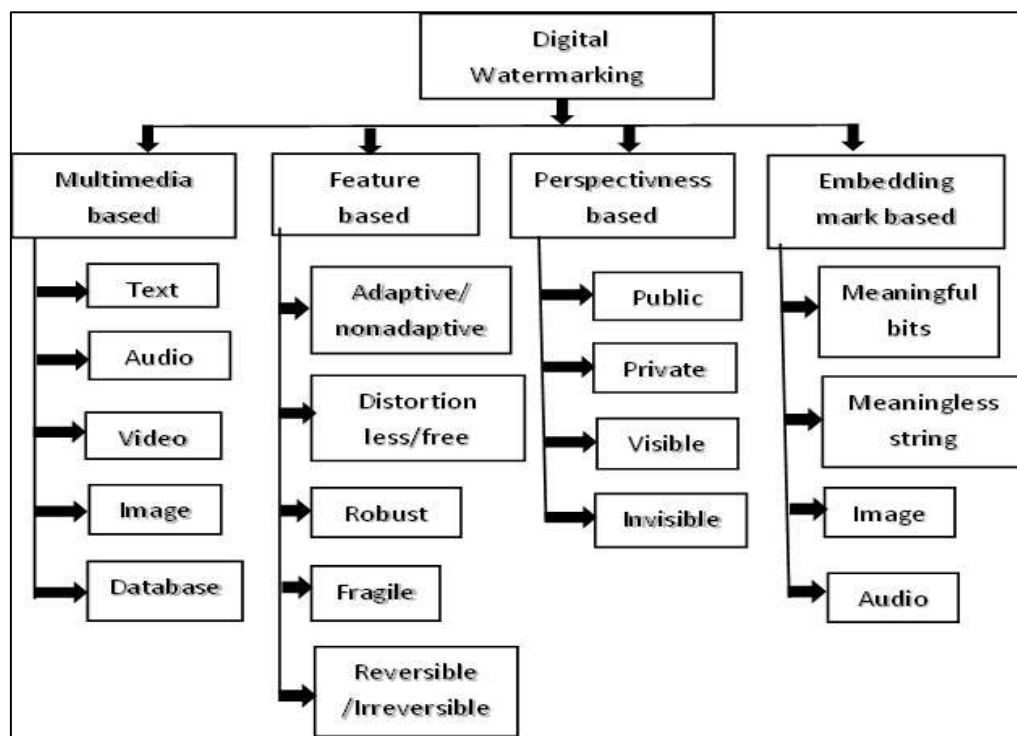 Digital
Watermarking
Multimedia
based
Text
Audio
Video
Image
Database
Feature
based
Adaptive/
nonadaptive
Distortion
less/free
Robust
Fragile
Reversible
/Irreversible
Perspectivness
based
Public
Private
Visible
Invisible
Embedding
mark based
Meaningful
bits
Meaningless
string
Image
Audio